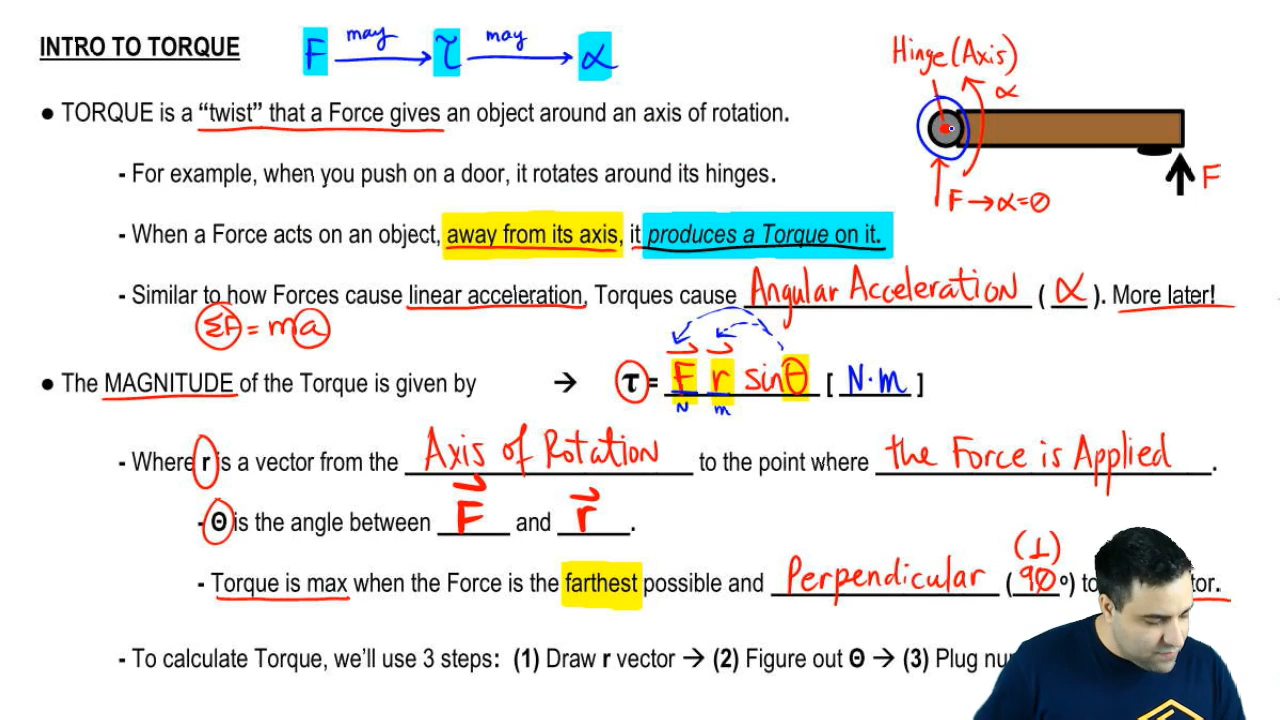 INTRO TO TORQUE
F may → τ may → α
Hinge (Axis)
α
F
F → α = 0
● TORQUE is a “twist” that a Force gives an object around an axis of rotation.
- For example, when you push on a door, it rotates around its hinges.
- When a Force acts on an object, away from its axis, it produces a Torque on it.
- Similar to how Forces cause linear acceleration, Torques cause Angular Acceleration (α). More later!
ΣF = ma
● The MAGNITUDE of the Torque is given by → τ = F r sinθ [ N·m ]
N m
- Where r is a vector from the Axis of Rotation to the point where the Force is Applied.
- Θ is the angle between F and r.
(⊥)
- Torque is max when the Force is the farthest possible and Perpendicular (90º) to tor.
- To calculate Torque, we’ll use 3 steps: (1) Draw r vector → (2) Figure out Θ → (3) Plug